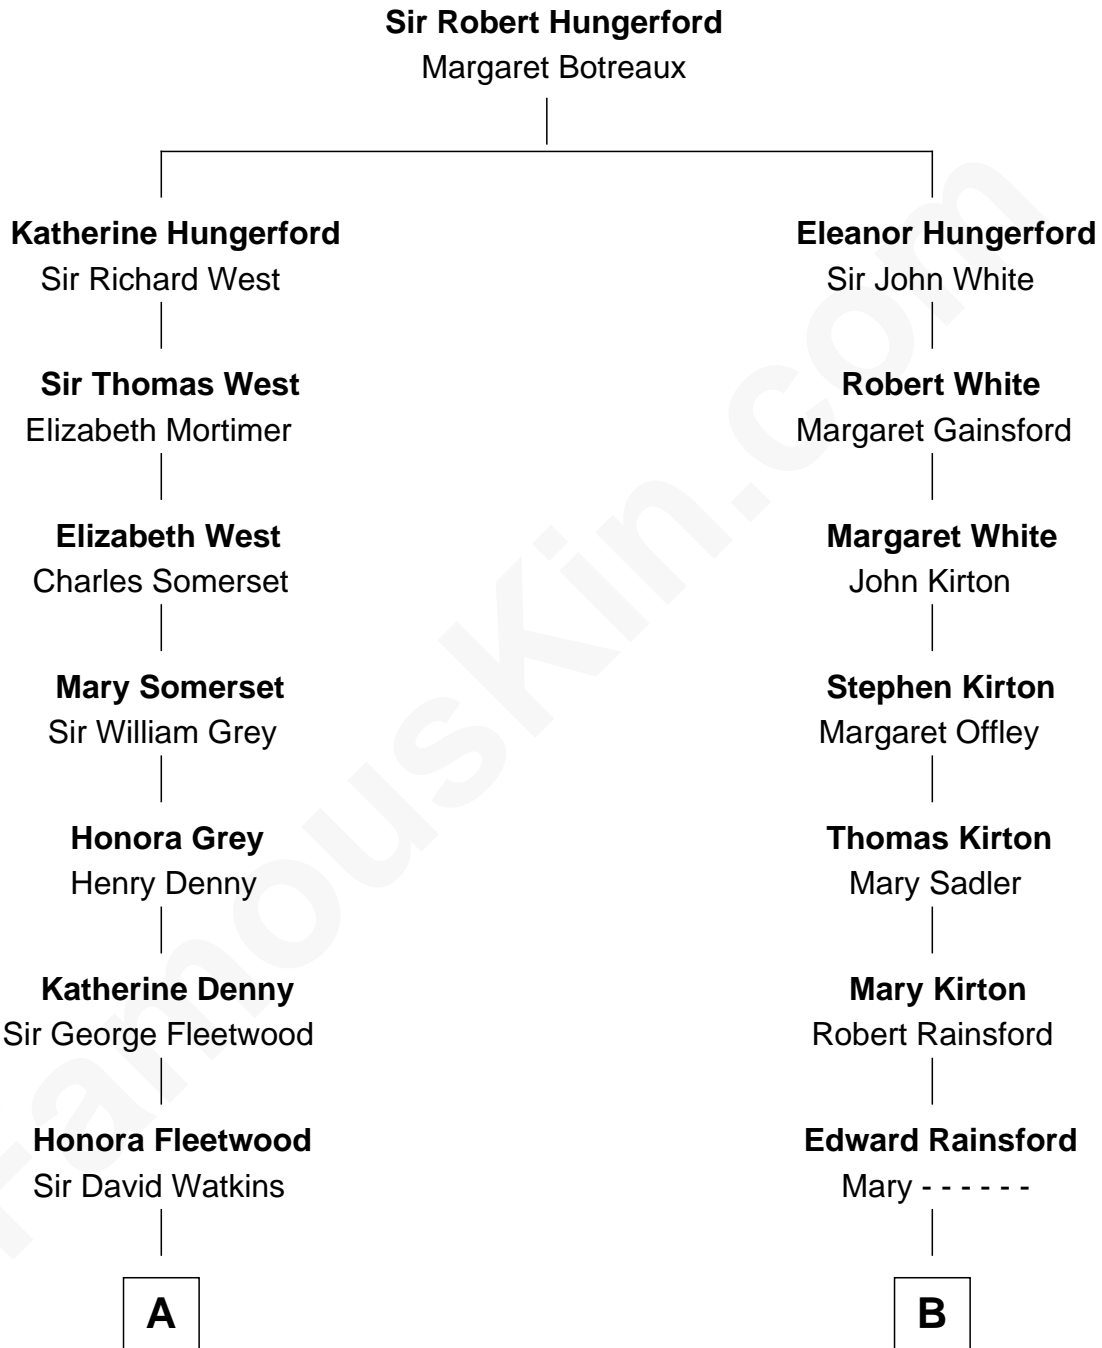 Sir Robert Hungerford
Margaret Botreaux
Katherine Hungerford
Sir Richard West
Eleanor Hungerford
Sir John White
Sir Thomas West
Elizabeth Mortimer
Robert White
Margaret Gainsford
Elizabeth West
Charles Somerset
Margaret White
John Kirton
Mary Somerset
Sir William Grey
Stephen Kirton
Margaret Offley
Honora Grey
Henry Denny
Thomas Kirton
Mary Sadler
Katherine Denny
Sir George Fleetwood
Mary Kirton
Robert Rainsford
Honora Fleetwood
Sir David Watkins
Edward Rainsford
Mary - - - - - -
A
B
FamousKin.com